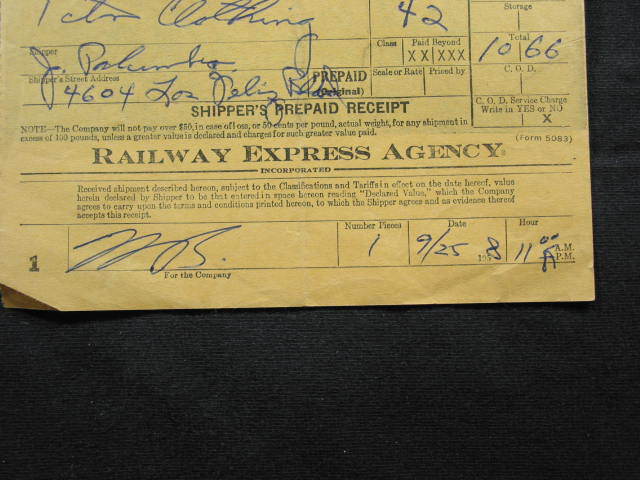 1 ctn Clothing
42
Storage
Shipper
Class Paid Beyond
XX XXX
Total
10 66
J. Palumbo
Shipper's Street Address
PREPAID
(Original)
Scale or Rate Priced by
C. O. D.
4604 Los Feliz Blvd
SHIPPER'S PREPAID RECEIPT
C. O. D. Service Charge
Write in YES or NO
X
NOTE—The Company will not pay over $50, in case of loss, or 50 cents per pound, actual weight, for any shipment in
excess of 100 pounds, unless a greater value is declared and charges for such greater value paid.
(Form 5083)
RAILWAY EXPRESS AGENCY
INCORPORATED
Received shipment described hereon, subject to the Classifications and Tariffs in effect on the date hereof, value
herein declared by Shipper to be that entered in space hereon reading "Declared Value," which the Company
agrees to carry upon the terms and conditions printed hereon, to which the Shipper agrees and as evidence thereof
accepts this receipt.
Number Pieces Date Hour
1
1 9/25 1958 11 00 A.M.
P.M.
For the Company